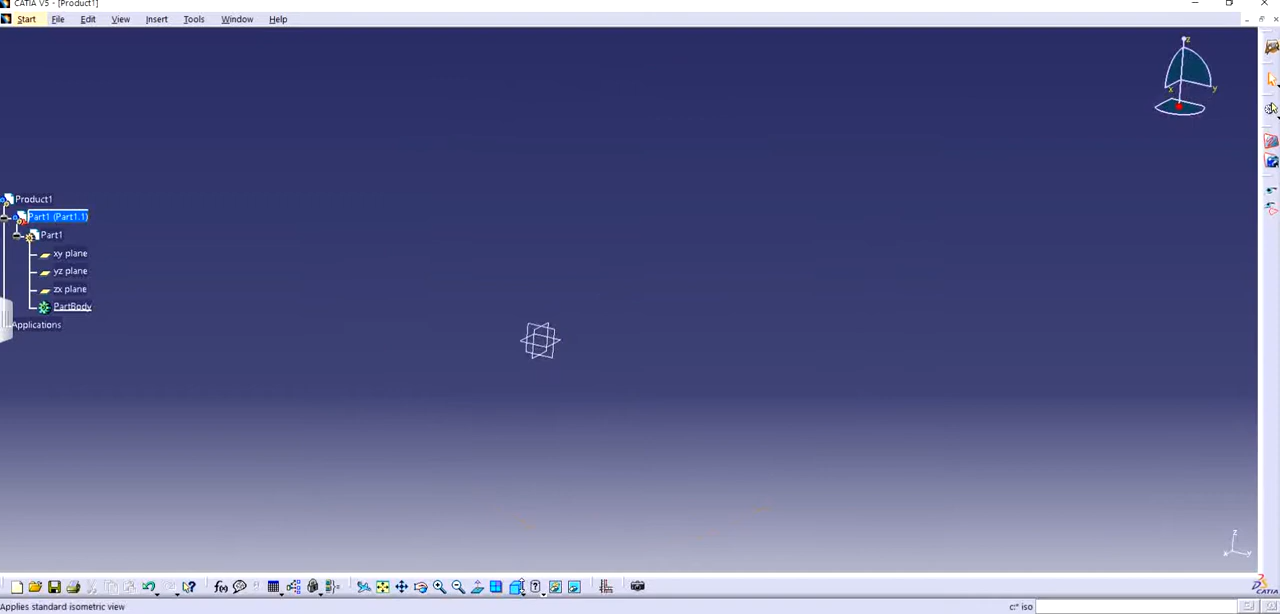 CATIA V5 - [Product1]
Start File Edit View Insert Tools Window Help
z
x y
Product1
Part1 (Part1.1)
Part1
xy plane
yz plane
zx plane
PartBody
Applications
z
x y
f(x)
CATIA
Applies standard isometric view c:* iso